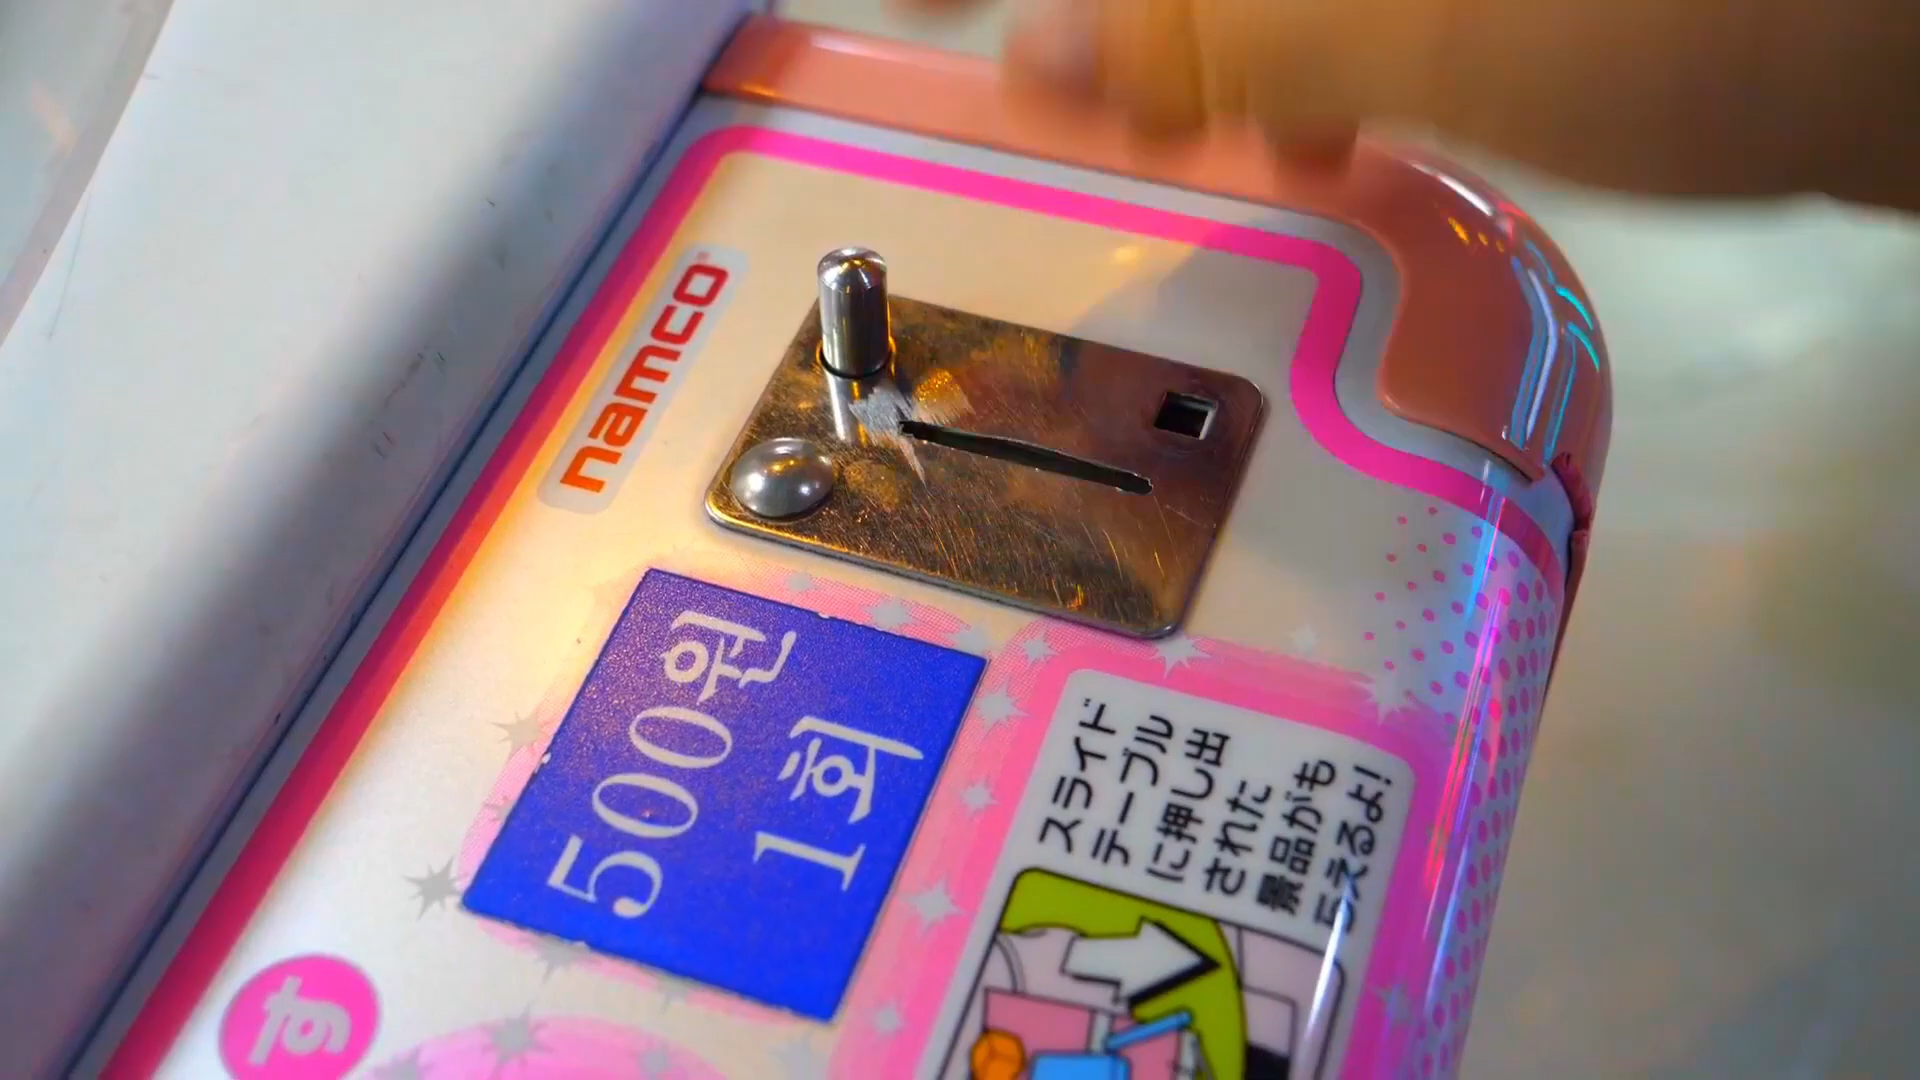 namco
500원
1회
スライド
テーブル
に押し出
された
景品がも
らえるよ!
す